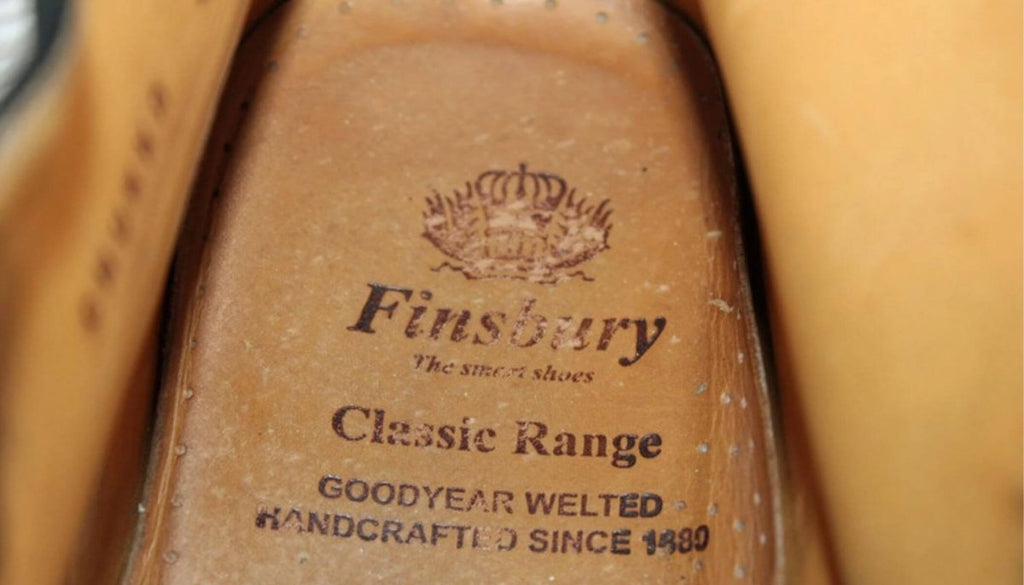 Finsbury
The smart shoes
Classic Range
GOODYEAR WELTED
HANDCRAFTED SINCE 1880